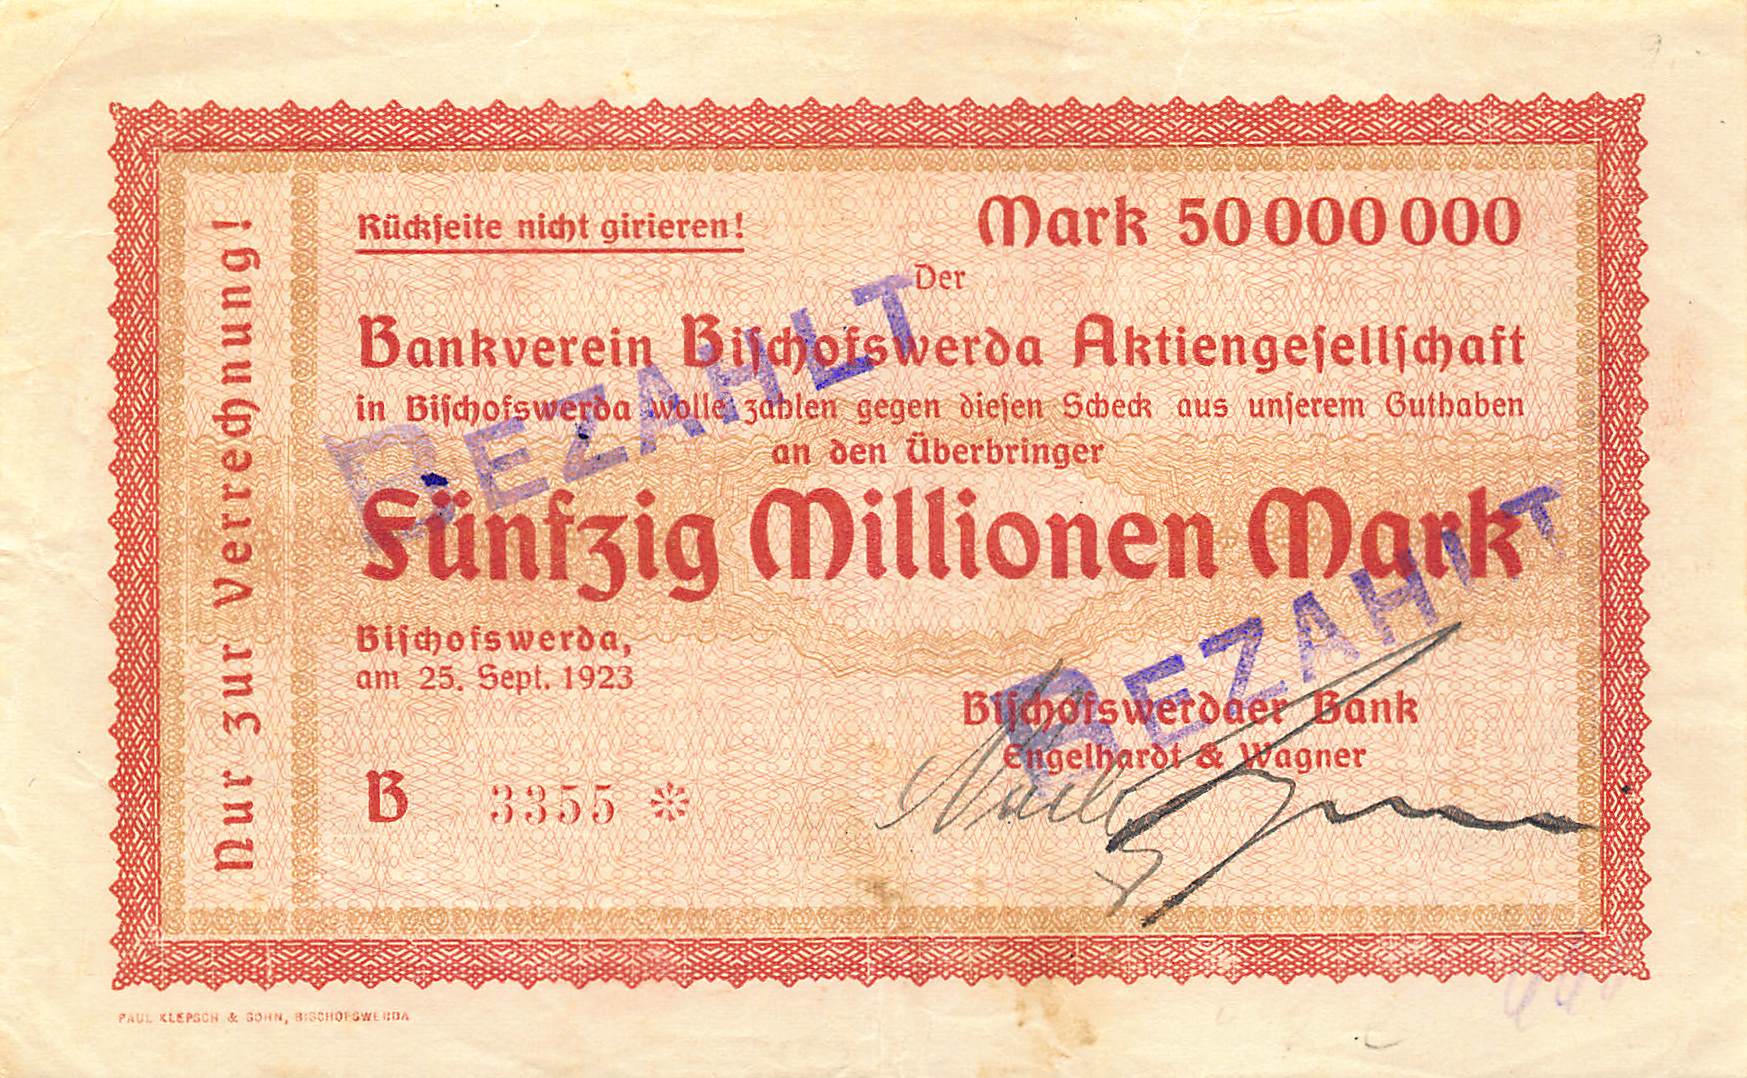 Nur zur Verrechnung!
Rückseite nicht girieren!
Mark 50 000 000
Der
Bankverein Bischofswerda Aktiengesellschaft
in Bischofswerda wolle zahlen gegen diesen Scheck aus unserem Guthaben
an den Überbringer
Fünfzig Millionen Mark
Bischofswerda,
am 25. Sept. 1923
Bischofswerdaer Bank
Engelhardt & Wagner
B 3355 *
BEZAHLT
BEZAHLT
PAUL KLEPSCH & SOHN, BISCHOFSWERDA